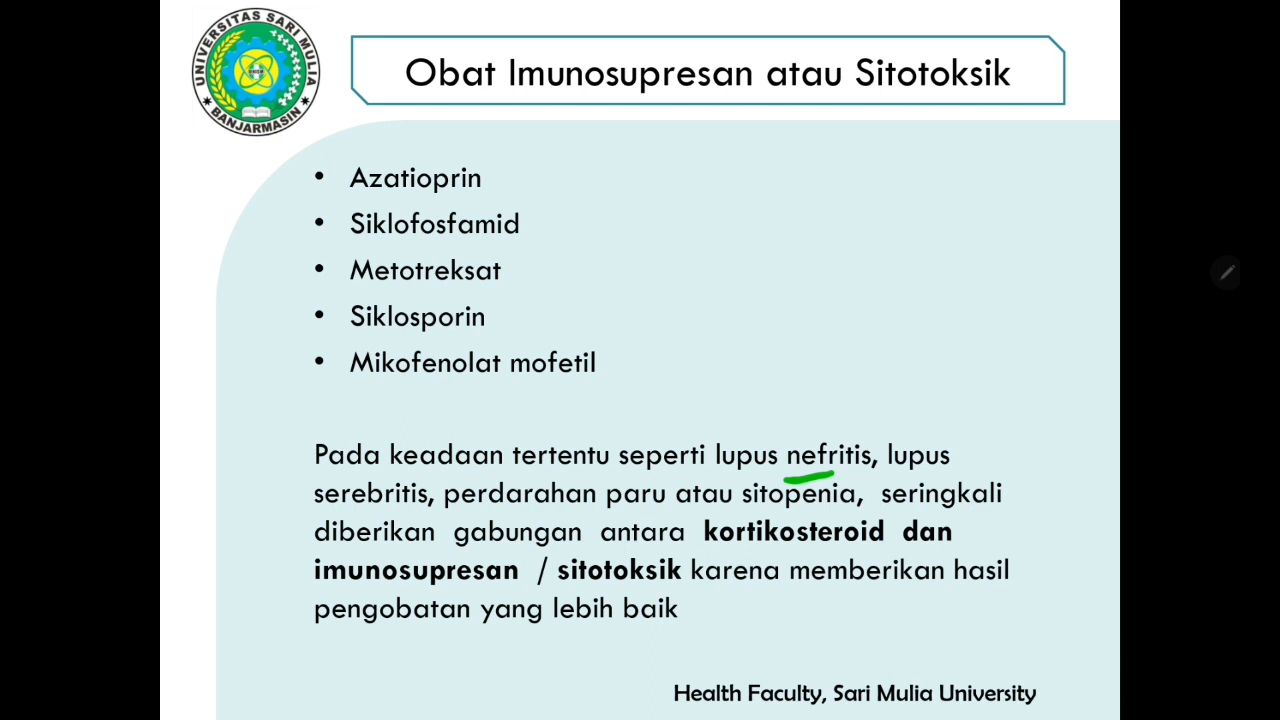 UNIVERSITAS SARI MULIA
BANJARMASIN
Obat Imunosupresan atau Sitotoksik
• Azatioprin
• Siklofosfamid
• Metotreksat
• Siklosporin
• Mikofenolat mofetil
Pada keadaan tertentu seperti lupus nefritis, lupus
serebritis, perdarahan paru atau sitopenia, seringkali
diberikan gabungan antara kortikosteroid dan
imunosupresan / sitotoksik karena memberikan hasil
pengobatan yang lebih baik
Health Faculty, Sari Mulia University